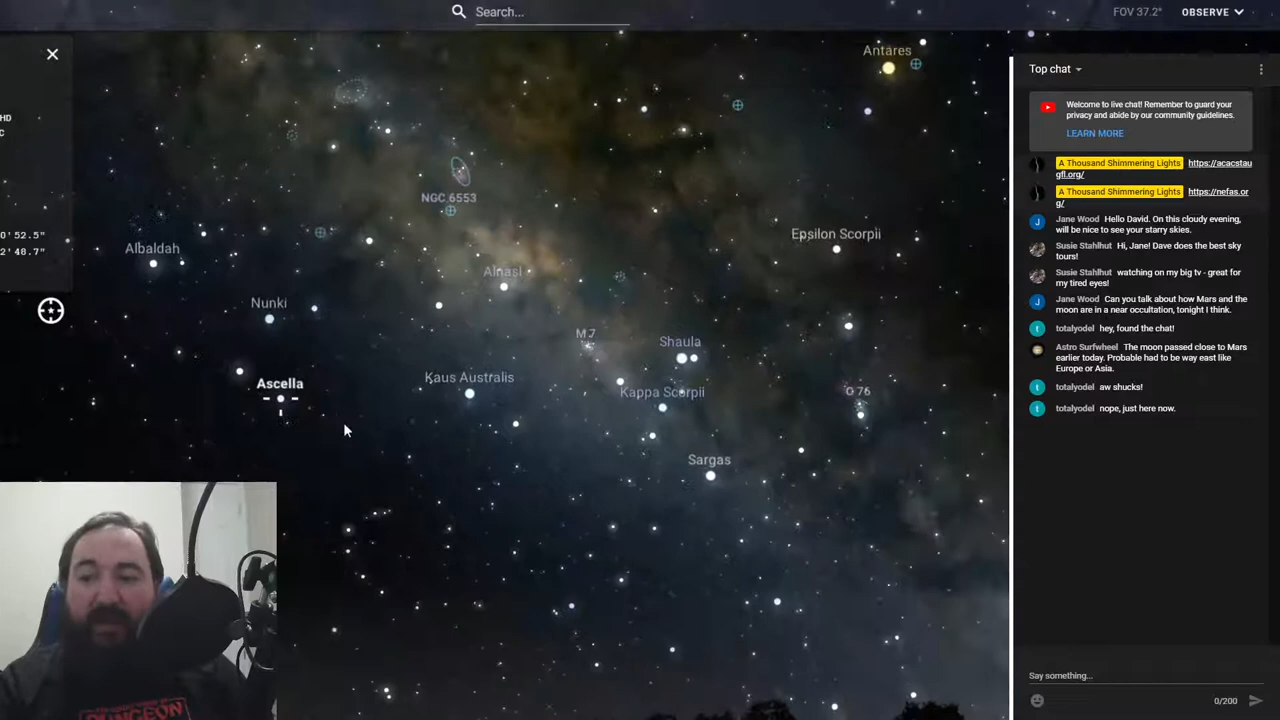 Search...
FOV 37.2°
OBSERVE
Antares
HD
C
NGC 6553
Epsilon Scorpii
Albaldah
0'52.5"
2'46.7"
Alnasl
Nunki
M 7
Shaula
Ascella
Kaus Australis
Kappa Scorpii
G 76
Sargas
DUNGEON
Top chat
Welcome to live chat! Remember to guard your
privacy and abide by our community guidelines.
LEARN MORE
A Thousand Shimmering Lights https://acacstau
gfl.org/
A Thousand Shimmering Lights https://nefas.or
g/
J Jane Wood Hello David. On this cloudy evening,
will be nice to see your starry skies.
Susie Stahlhut Hi, Jane! Dave does the best sky
tours!
Susie Stahlhut watching on my big tv - great for
my tired eyes!
J Jane Wood Can you talk about how Mars and the
moon are in a near occultation, tonight I think.
t totalyodel hey, found the chat!
Astro Surfwheel The moon passed close to Mars
earlier today. Probable had to be way east like
Europe or Asia.
t totalyodel aw shucks!
t totalyodel nope, just here now.
Say something...
0/200